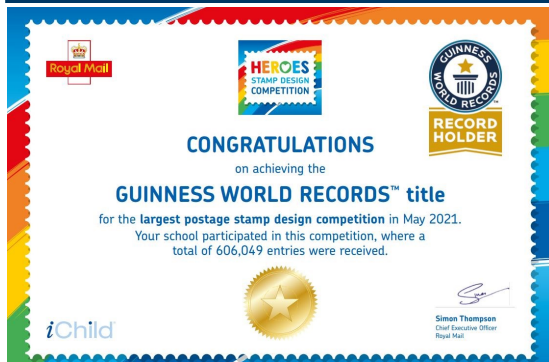 Royal Mail
HEROES
STAMP DESIGN
COMPETITION
GUINNESS
WORLD RECORDS™
RECORD
HOLDER
CONGRATULATIONS
on achieving the
GUINNESS WORLD RECORDS™ title
for the largest postage stamp design competition in May 2021.
Your school participated in this competition, where a
total of 606,049 entries were received.
iChild
Simon Thompson
Chief Executive Officer
Royal Mail